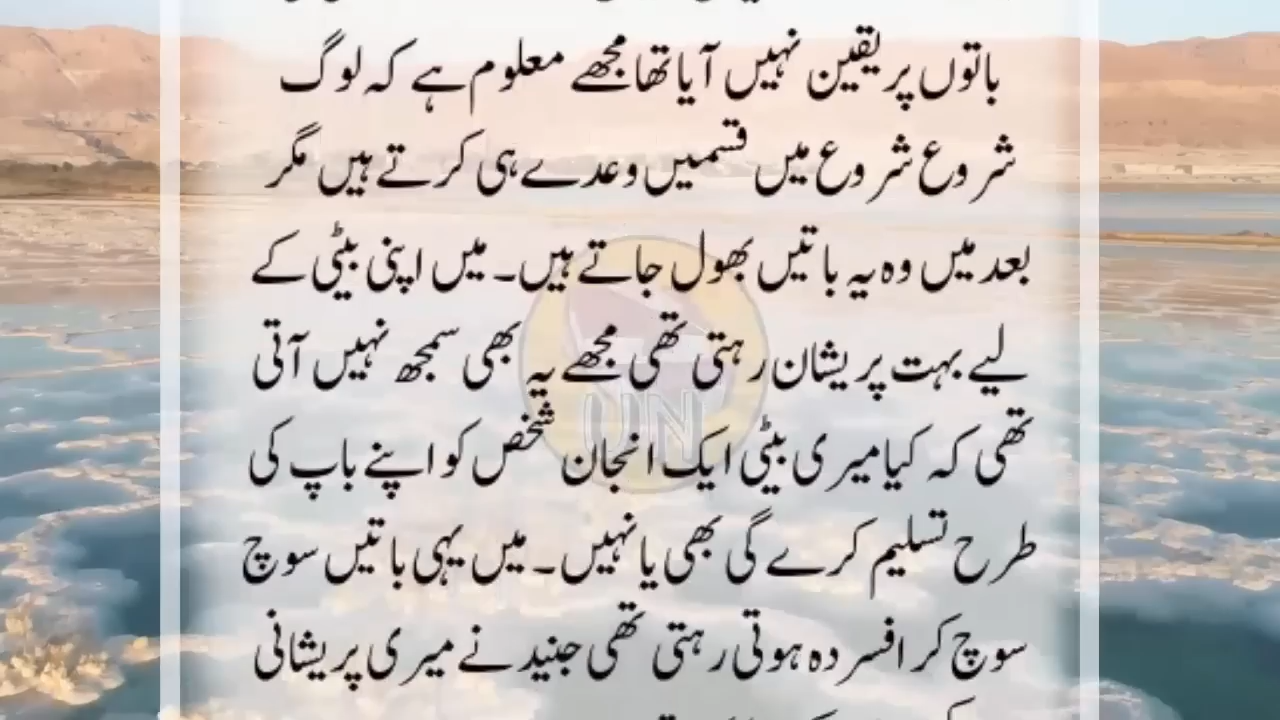 باتوں پر یقین نہیں آیا تھا مجھے معلوم ہے کہ لوگ
شروع شروع میں قسمیں وعدے ہی کرتے ہیں مگر
بعد میں وہ یہ باتیں بھول جاتے ہیں۔ میں اپنی بیٹی کے
لیے بہت پریشان رہتی تھی مجھے یہ بھی سمجھ نہیں آتی
تھی کہ کیا میری بیٹی ایک انجان شخص کو اپنے باپ کی
طرح تسلیم کرے گی بھی یا نہیں۔ میں یہی باتیں سوچ
سوچ کر افسردہ ہوتی رہتی تھی جنید نے میری پریشانی
UN